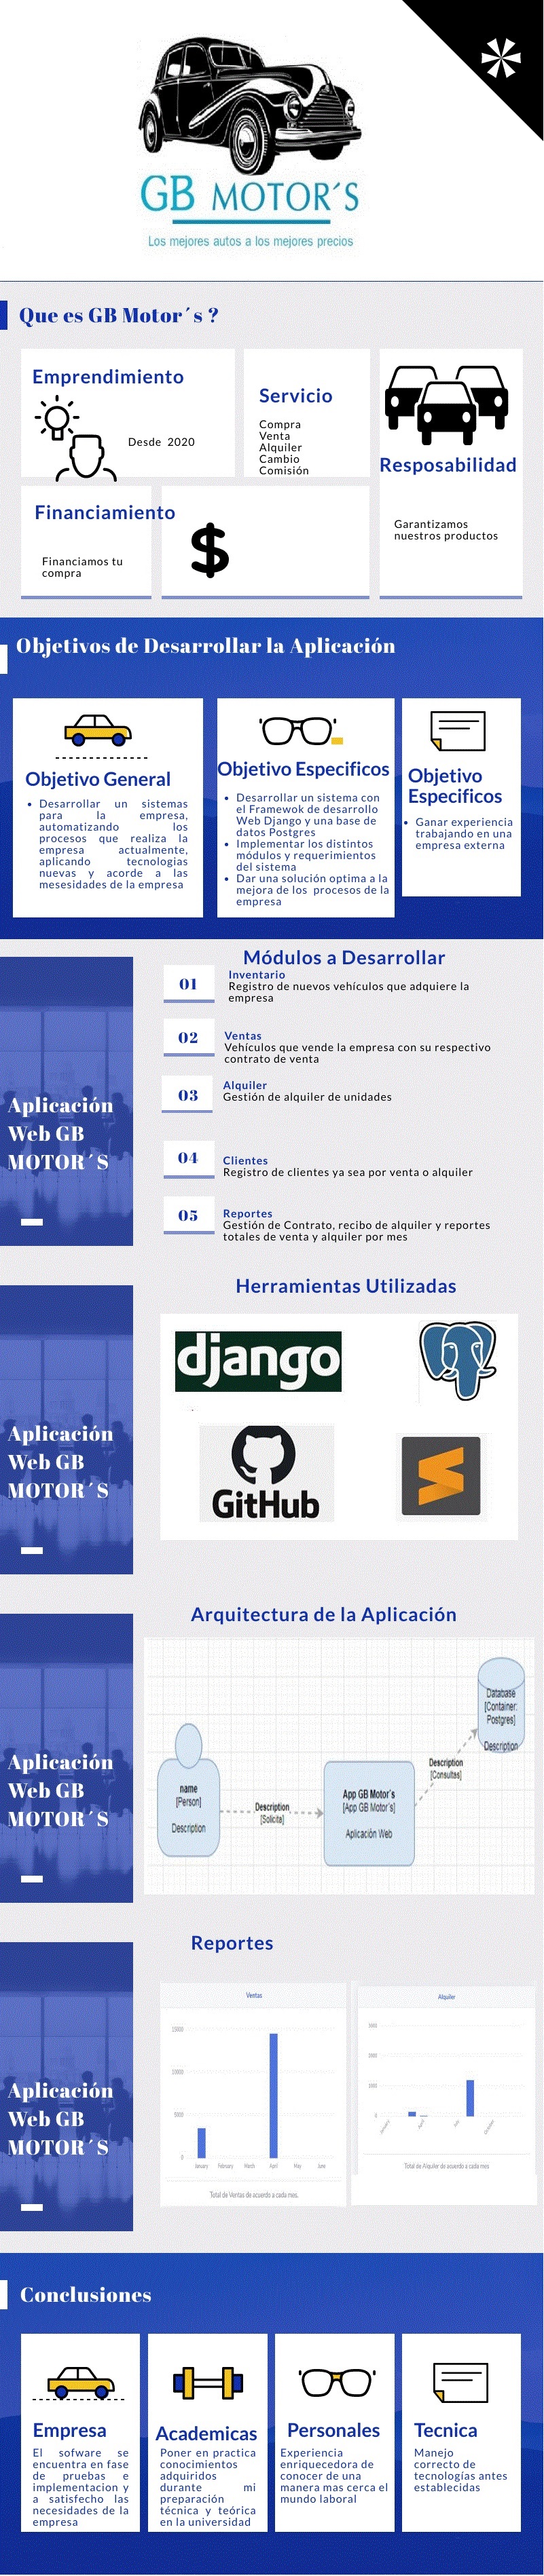 GB MOTOR´S
Los mejores autos a los mejores precios
Que es GB Motor´s ?
Emprendimiento
Desde 2020
Servicio
Compra
Venta
Alquiler
Cambio
Comisión
Resposabilidad
Garantizamos
nuestros productos
Financiamiento
Financiamos tu
compra
$
Objetivos de Desarrollar la Aplicación
Objetivo General
• Desarrollar un sistemas
para la empresa,
automatizando los
procesos que realiza la
empresa actualmente,
aplicando tecnologias
nuevas y acorde a las
mesesidades de la empresa
Objetivo Especificos
• Desarrollar un sistema con
el Framewok de desarrollo
Web Django y una base de
datos Postgres
• Implementar los distintos
módulos y requerimientos
del sistema
• Dar una solución optima a la
mejora de los procesos de la
empresa
Objetivo
Especificos
• Ganar experiencia
trabajando en una
empresa externa
Aplicación
Web GB
MOTOR´S
Módulos a Desarrollar
01
Inventario
Registro de nuevos vehículos que adquiere la
empresa
02
Ventas
Vehículos que vende la empresa con su respectivo
contrato de venta
03
Alquiler
Gestión de alquiler de unidades
04
Clientes
Registro de clientes ya sea por venta o alquiler
05
Reportes
Gestión de Contrato, recibo de alquiler y reportes
totales de venta y alquiler por mes
Aplicación
Web GB
MOTOR´S
Herramientas Utilizadas
django
GitHub
Aplicación
Web GB
MOTOR´S
Arquitectura de la Aplicación
name
[Person]
Description
Description
[Solicita]
App GB Motor's
[App GB Motor's]
Aplicación Web
Description
[Consultas]
Database
[Container:
Postgres]
Description
Aplicación
Web GB
MOTOR´S
Reportes
Ventas
15000
10000
5000
0
January February March April May June
Total de Ventas de acuerdo a cada mes.
Alquiler
0
January April July October
Total de Alquiler de acuerdo a cada mes
Conclusiones
Empresa
El sofware se
encuentra en fase
de pruebas e
implementacion y
a satisfecho las
necesidades de la
empresa
Academicas
Poner en practica
conocimientos
adquiridos
durante mi
preparación
técnica y teórica
en la universidad
Personales
Experiencia
enriquecedora de
conocer de una
manera mas cerca el
mundo laboral
Tecnica
Manejo
correcto de
tecnologías antes
establecidas